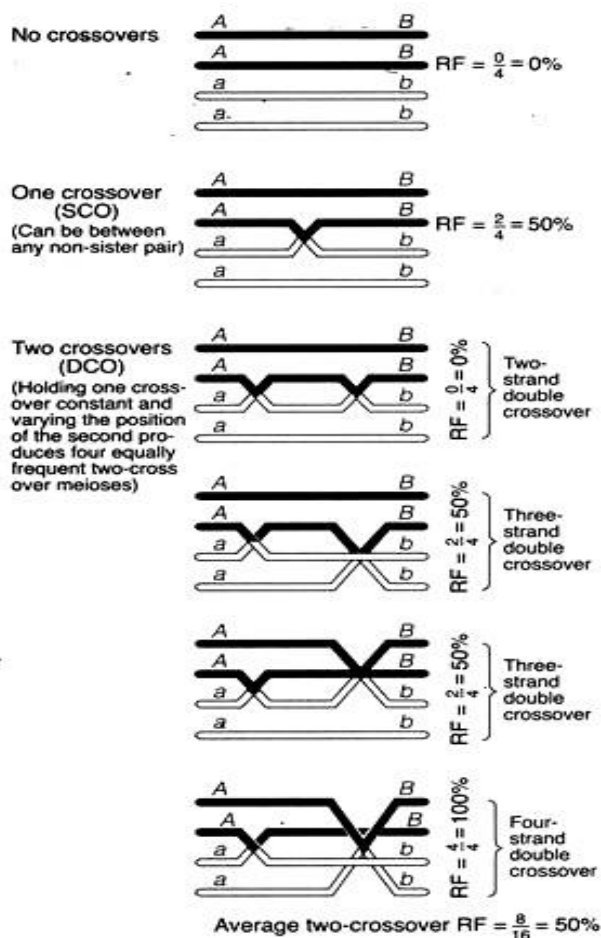 No crossovers
A B
A B
a b
a b
RF = 0/4 = 0%
One crossover
(SCO)
(Can be between
any non-sister pair)
A B
A B
a b
a b
RF = 2/4 = 50%
Two crossovers
(DCO)
(Holding one cross-
over constant and
varying the position
of the second pro-
duces four equally
frequent two-cross
over meioses)
A B
A B
a b
a b
RF = 0/4 = 0%
Two-
strand
double
crossover
A B
A B
a b
a b
RF = 2/4 = 50%
Three-
strand
double
crossover
A B
A B
a b
a b
RF = 2/4 = 50%
Three-
strand
double
crossover
A B
A B
a b
a b
RF = 4/4 = 100%
Four-
strand
double
crossover
Average two-crossover RF = 8/16 = 50%